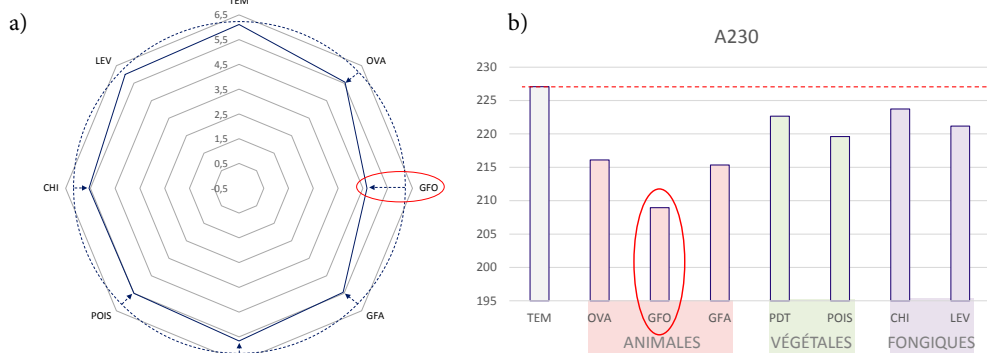 a)
TEM
6,5
5,5
4,5
3,5
2,5
1,5
0,5
-0,5
LEV
OVA
CHI
GFO
POIS
GFA
b)
A230
230
225
220
215
210
205
200
195
TEM OVA GFO GFA PDT POIS CHI LEV
ANIMALES VÉGÉTALES FONGIQUES